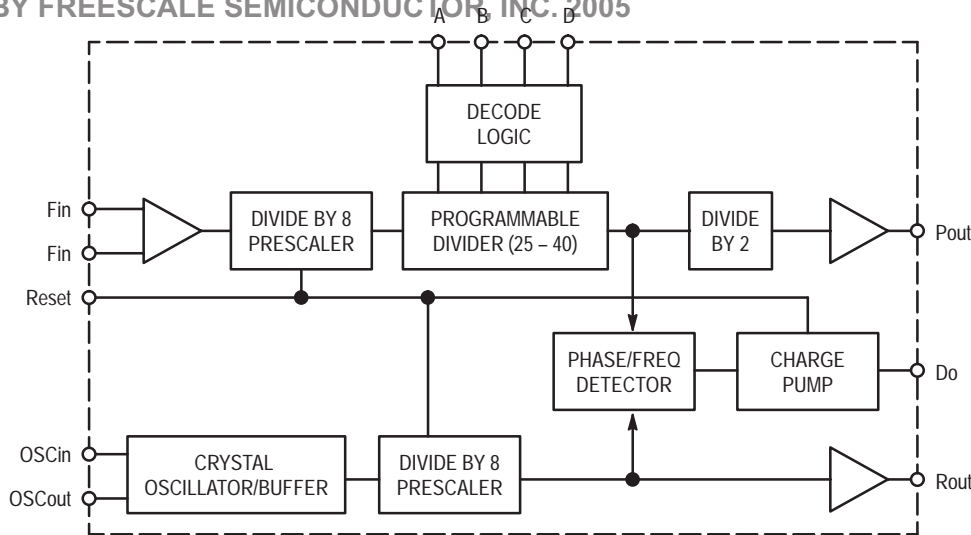 BY FREESCALE SEMICONDUCTOR, INC. 2005
A B C D
DECODE
LOGIC
Fin
Fin
DIVIDE BY 8
PRESCALER
PROGRAMMABLE
DIVIDER (25 – 40)
DIVIDE
BY 2
Pout
Reset
PHASE/FREQ
DETECTOR
CHARGE
PUMP
Do
OSCin
OSCout
CRYSTAL
OSCILLATOR/BUFFER
DIVIDE BY 8
PRESCALER
Rout